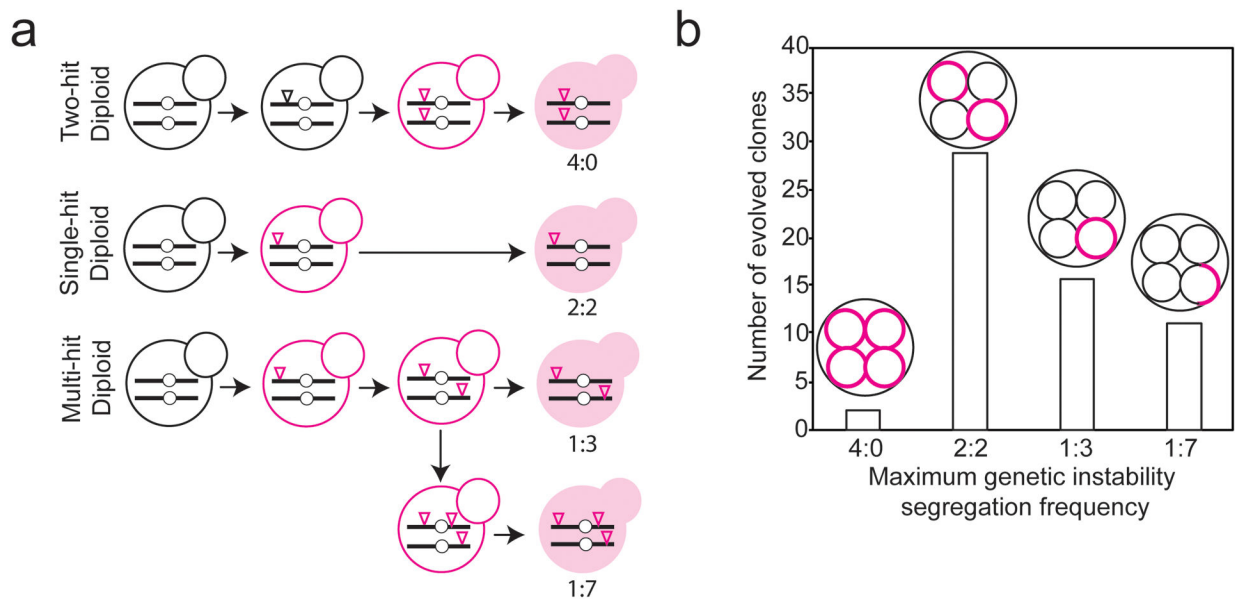 a
Two-hit
Diploid
4:0
Single-hit
Diploid
2:2
Multi-hit
Diploid
1:3
1:7
b
Number of evolved clones
40
35
30
25
20
15
10
5
0
4:0 2:2 1:3 1:7
Maximum genetic instability
segregation frequency